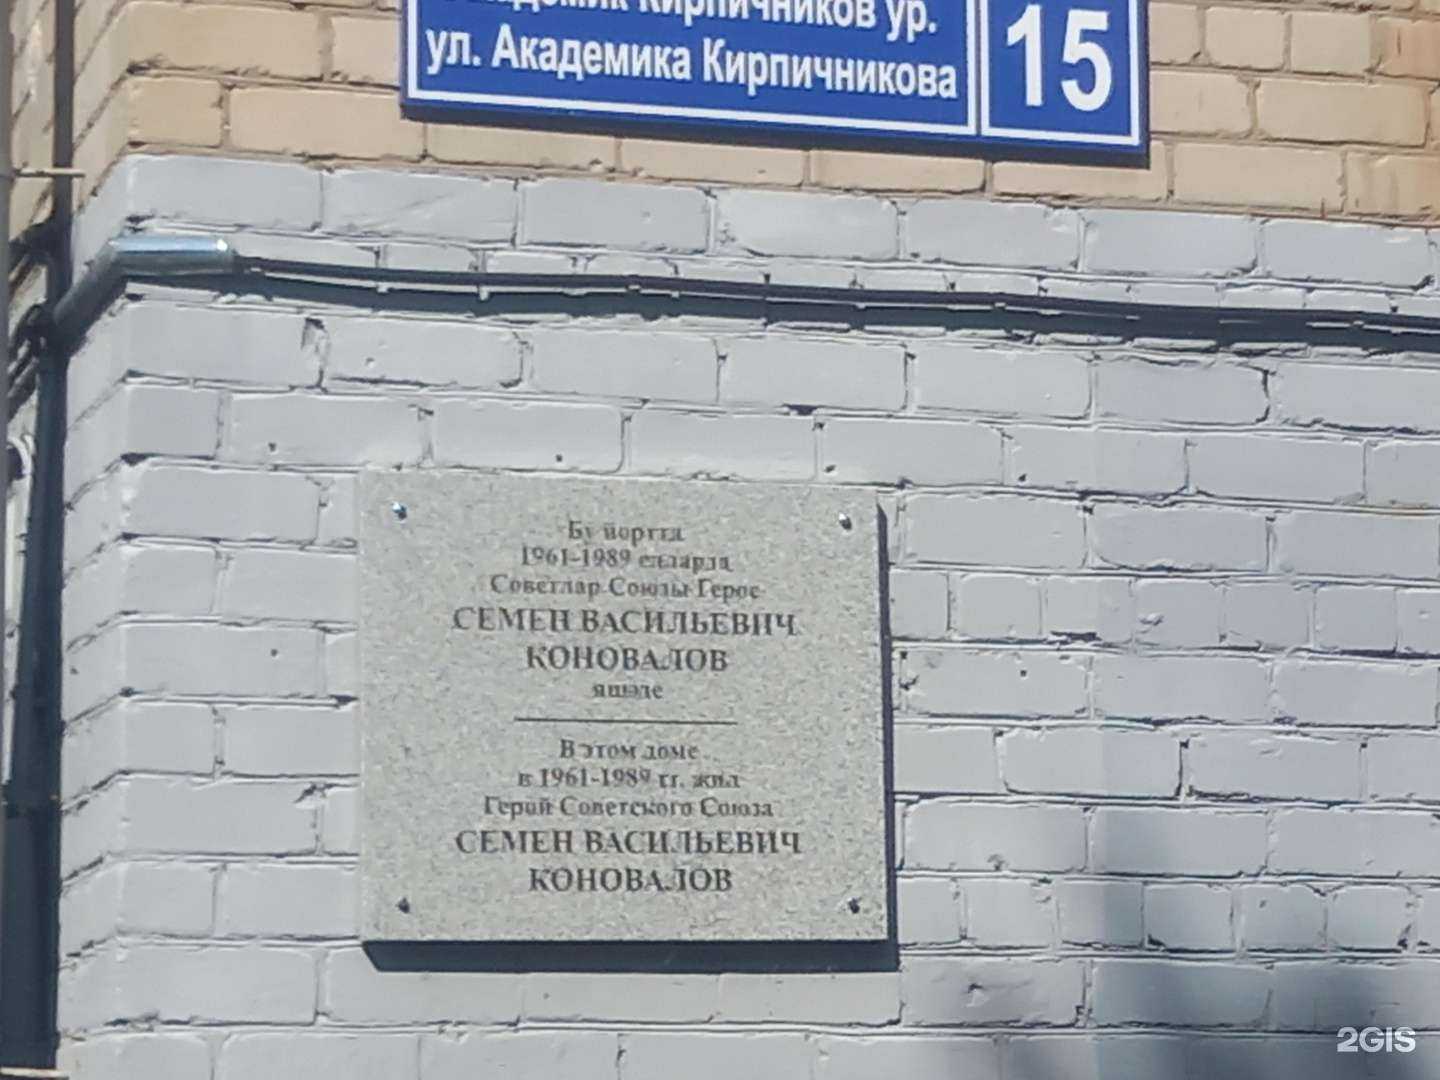 Академик Кирпичников ур.
ул. Академика Кирпичникова
15
Бу йортта
1961-1989 елларда
Советлар Союзы Герое
СЕМЕН ВАСИЛЬЕВИЧ
КОНОВАЛОВ
яшәде
В этом доме
в 1961-1989 гг. жил
Герой Советского Союза
СЕМЕН ВАСИЛЬЕВИЧ
КОНОВАЛОВ
2GIS